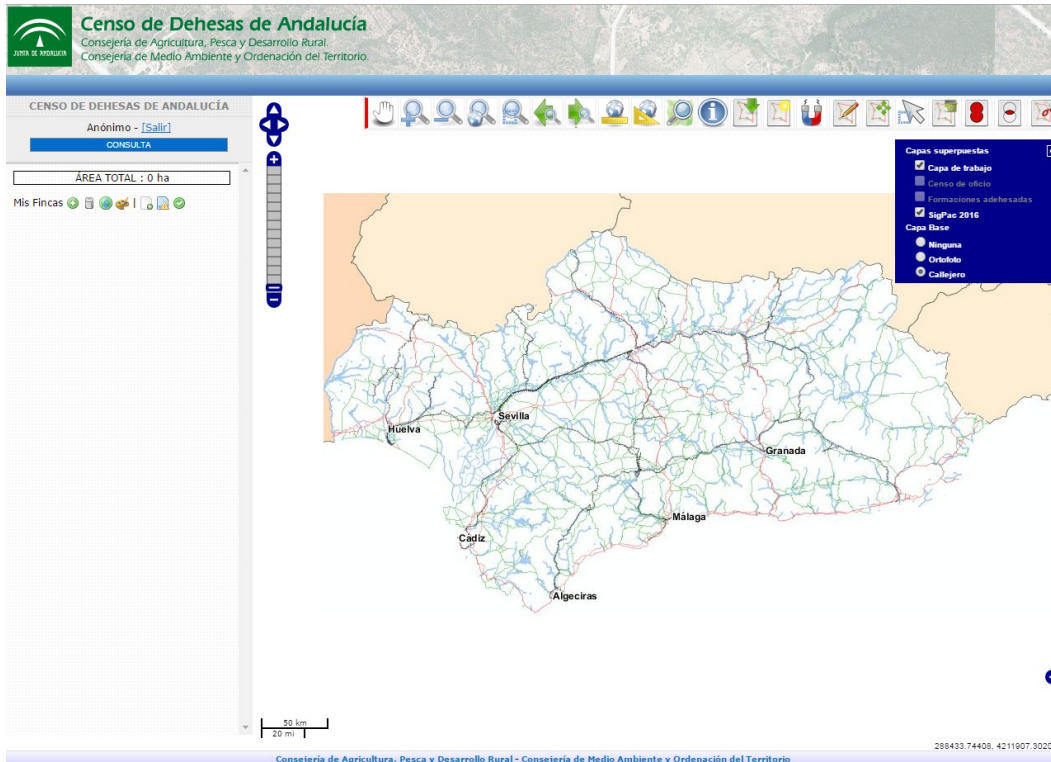 Censo de Dehesas de Andalucía
Consejería de Agricultura, Pesca y Desarrollo Rural.
Consejería de Medio Ambiente y Ordenación del Territorio.
JUNTA DE ANDALUCIA
CENSO DE DEHESAS DE ANDALUCÍA
Anónimo - [Salir]
CONSULTA
ÁREA TOTAL : 0 ha
Mis Fincas
Capas superpuestas
Capa de trabajo
Censo de oficio
Formaciones adehesadas
SigPac 2016
Capa Base
Ninguna
Ortofoto
Callejero
Sevilla
Huelva
Granada
Málaga
Cádiz
Algeciras
50 km
20 mi
288433.74408, 4211907.3020
Consejería de Agricultura, Pesca y Desarrollo Rural - Consejería de Medio Ambiente y Ordenación del Territorio